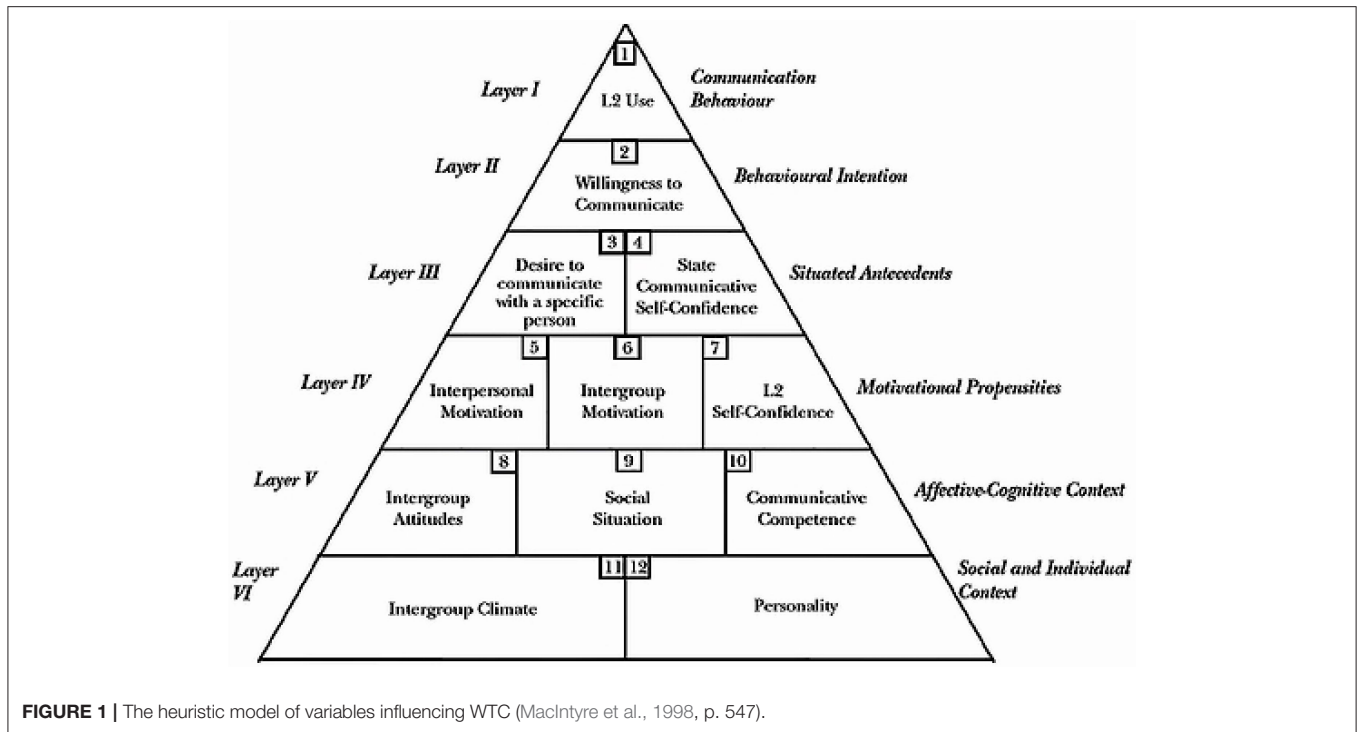 1
Layer I
L2 Use
Communication
Behaviour
2
Layer II
Willingness to
Communicate
Behavioural Intention
3 4
Layer III
Desire to
communicate
with a specific
person
State
Communicative
Self-Confidence
Situated Antecedents
5 6 7
Layer IV
Interpersonal
Motivation
Intergroup
Motivation
L2
Self-Confidence
Motivational Propensities
8 9 10
Layer V
Intergroup
Attitudes
Social
Situation
Communicative
Competence
Affective-Cognitive Context
11 12
Layer
VI
Intergroup Climate
Personality
Social and Individual
Context
FIGURE 1 | The heuristic model of variables influencing WTC (MacIntyre et al., 1998, p. 547).